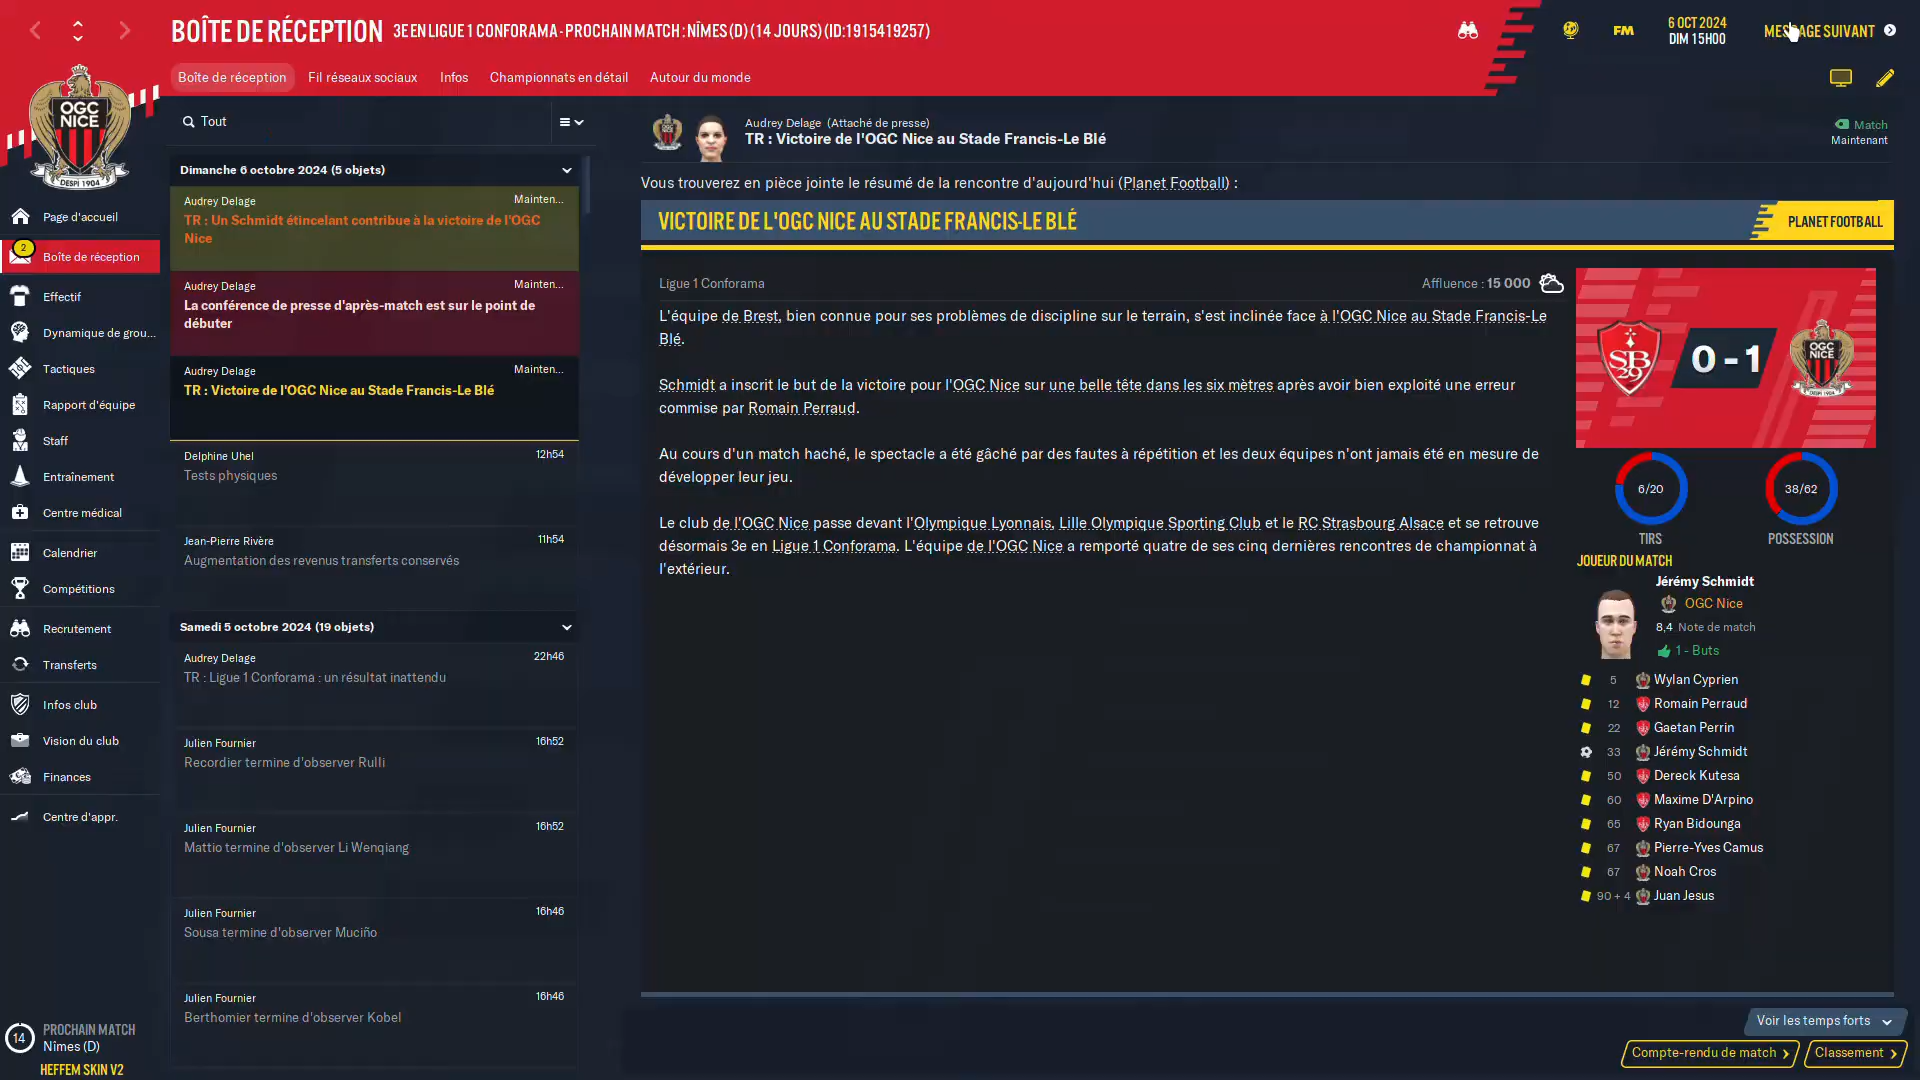 BOÎTE DE RÉCEPTION
3E EN LIGUE 1 CONFORAMA - PROCHAIN MATCH : NÎMES (D) (14 JOURS) (ID:1915419257)
FM
6 OCT 2024
DIM 15H00
MESSAGE SUIVANT
Boîte de réception
Fil réseaux sociaux
Infos
Championnats en détail
Autour du monde
OGC
NICE
DEPUIS 1904
Page d'accueil
2
Boîte de réception
Effectif
Dynamique de grou...
Tactiques
Rapport d'équipe
Staff
Entraînement
Centre médical
Calendrier
Compétitions
Recrutement
Transferts
Infos club
Vision du club
Finances
Centre d'appr.
14
PROCHAIN MATCH
Nîmes (D)
HEFFEM SKIN V2
Tout
Dimanche 6 octobre 2024 (5 objets)
Audrey Delage
Mainten...
TR : Un Schmidt étincelant contribue à la victoire de l'OGC
Nice
Audrey Delage
Mainten...
La conférence de presse d'après-match est sur le point de
débuter
Audrey Delage
Mainten...
TR : Victoire de l'OGC Nice au Stade Francis-Le Blé
Delphine Uhel
12h54
Tests physiques
Jean-Pierre Rivère
11h54
Augmentation des revenus transferts conservés
Samedi 5 octobre 2024 (19 objets)
Audrey Delage
22h46
TR : Ligue 1 Conforama : un résultat inattendu
Julien Fournier
16h52
Recordier termine d'observer Rulli
Julien Fournier
16h52
Mattio termine d'observer Li Wenqiang
Julien Fournier
16h46
Sousa termine d'observer Muciño
Julien Fournier
16h46
Berthomier termine d'observer Kobel
Audrey Delage (Attaché de presse)
TR : Victoire de l'OGC Nice au Stade Francis-Le Blé
Match
Maintenant
Vous trouverez en pièce jointe le résumé de la rencontre d'aujourd'hui (Planet Football) :
VICTOIRE DE L'OGC NICE AU STADE FRANCIS-LE BLÉ
PLANET FOOTBALL
Ligue 1 Conforama
Affluence : 15 000
L'équipe de Brest, bien connue pour ses problèmes de discipline sur le terrain, s'est inclinée face à l'OGC Nice au Stade Francis-Le
Blé.
Schmidt a inscrit le but de la victoire pour l'OGC Nice sur une belle tête dans les six mètres après avoir bien exploité une erreur
commise par Romain Perraud.
Au cours d'un match haché, le spectacle a été gâché par des fautes à répétition et les deux équipes n'ont jamais été en mesure de
développer leur jeu.
Le club de l'OGC Nice passe devant l'Olympique Lyonnais, Lille Olympique Sporting Club et le RC Strasbourg Alsace et se retrouve
désormais 3e en Ligue 1 Conforama. L'équipe de l'OGC Nice a remporté quatre de ses cinq dernières rencontres de championnat à
l'extérieur.
SB
29
0 - 1
OGC
NICE
6/20
38/62
TIRS
POSSESSION
JOUEUR DU MATCH
Jérémy Schmidt
OGC Nice
8,4 Note de match
1 - Buts
5 Wylan Cyprien
12 Romain Perraud
22 Gaetan Perrin
33 Jérémy Schmidt
50 Dereck Kutesa
60 Maxime D'Arpino
65 Ryan Bidounga
67 Pierre-Yves Camus
67 Noah Cros
90 + 4 Juan Jesus
Voir les temps forts
Compte-rendu de match
Classement